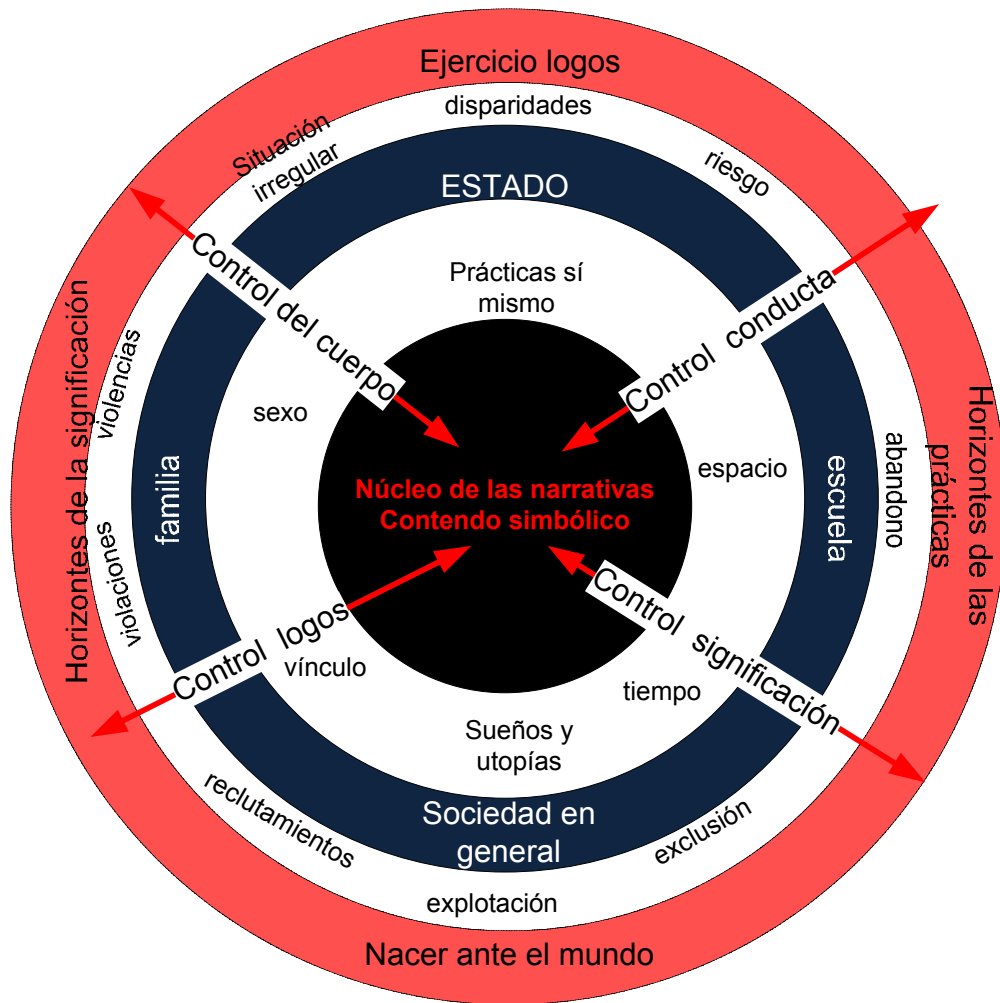 Ejercicio logos
disparidades
Situación
irregular
riesgo
ESTADO
Control del cuerpo
Control conducta
Prácticas sí
mismo
Horizontes de la significación
violencias
sexo
familia
Núcleo de las narrativas
Contendo simbólico
espacio
escuela
abandono
Horizontes de las
prácticas
violaciones
Control logos
vínculo
Control significación
tiempo
Sueños y
utopías
reclutamientos
Sociedad en
general
exclusión
explotación
Nacer ante el mundo